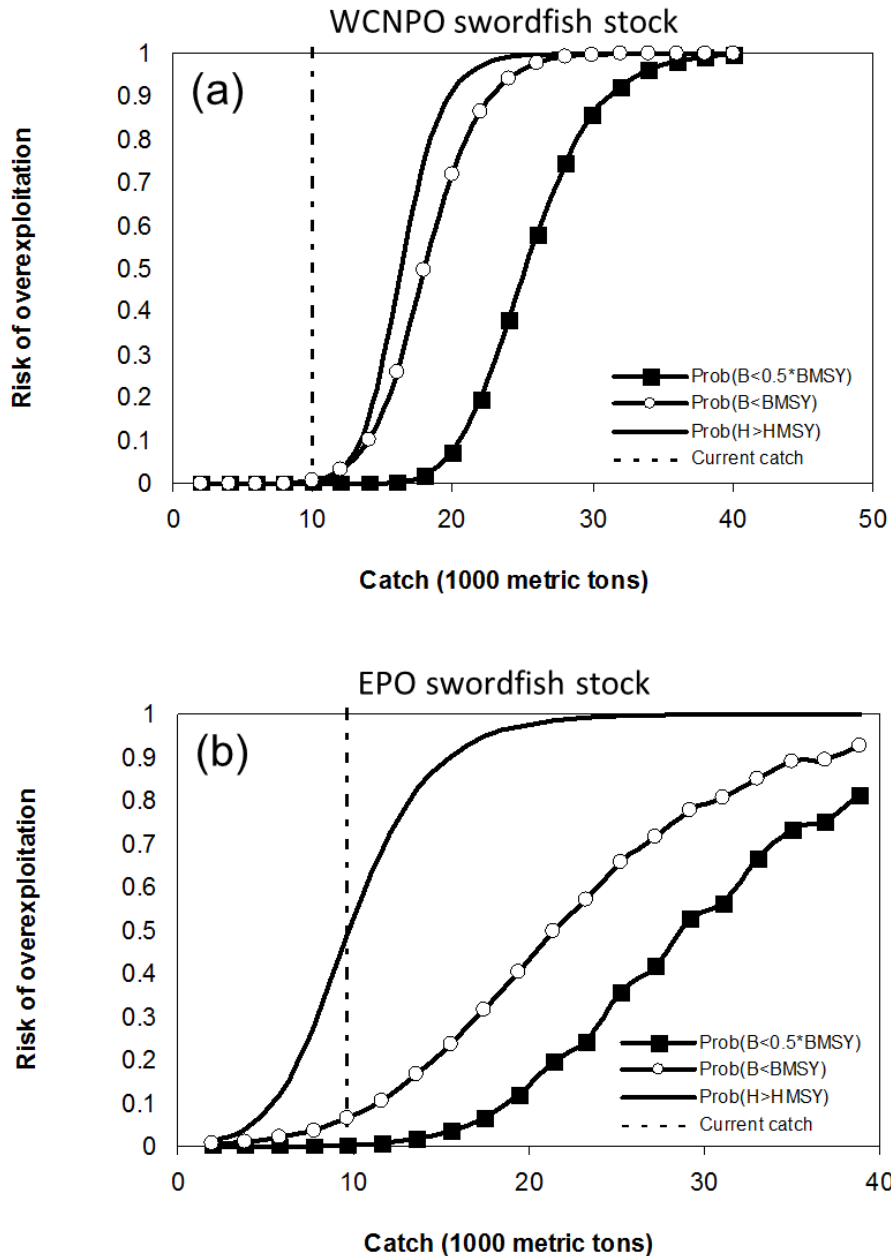 WCNPO swordfish stock
(a)
Risk of overexploitation
1
0.9
0.8
0.7
0.6
0.5
0.4
0.3
0.2
0.1
0
Prob(B<0.5*BMSY)
Prob(B<BMSY)
Prob(H>HMSY)
Current catch
0 10 20 30 40 50
Catch (1000 metric tons)
EPO swordfish stock
(b)
Risk of overexploitation
1
0.9
0.8
0.7
0.6
0.5
0.4
0.3
0.2
0.1
0
Prob(B<0.5*BMSY)
Prob(B<BMSY)
Prob(H>HMSY)
Current catch
0 10 20 30 40
Catch (1000 metric tons)